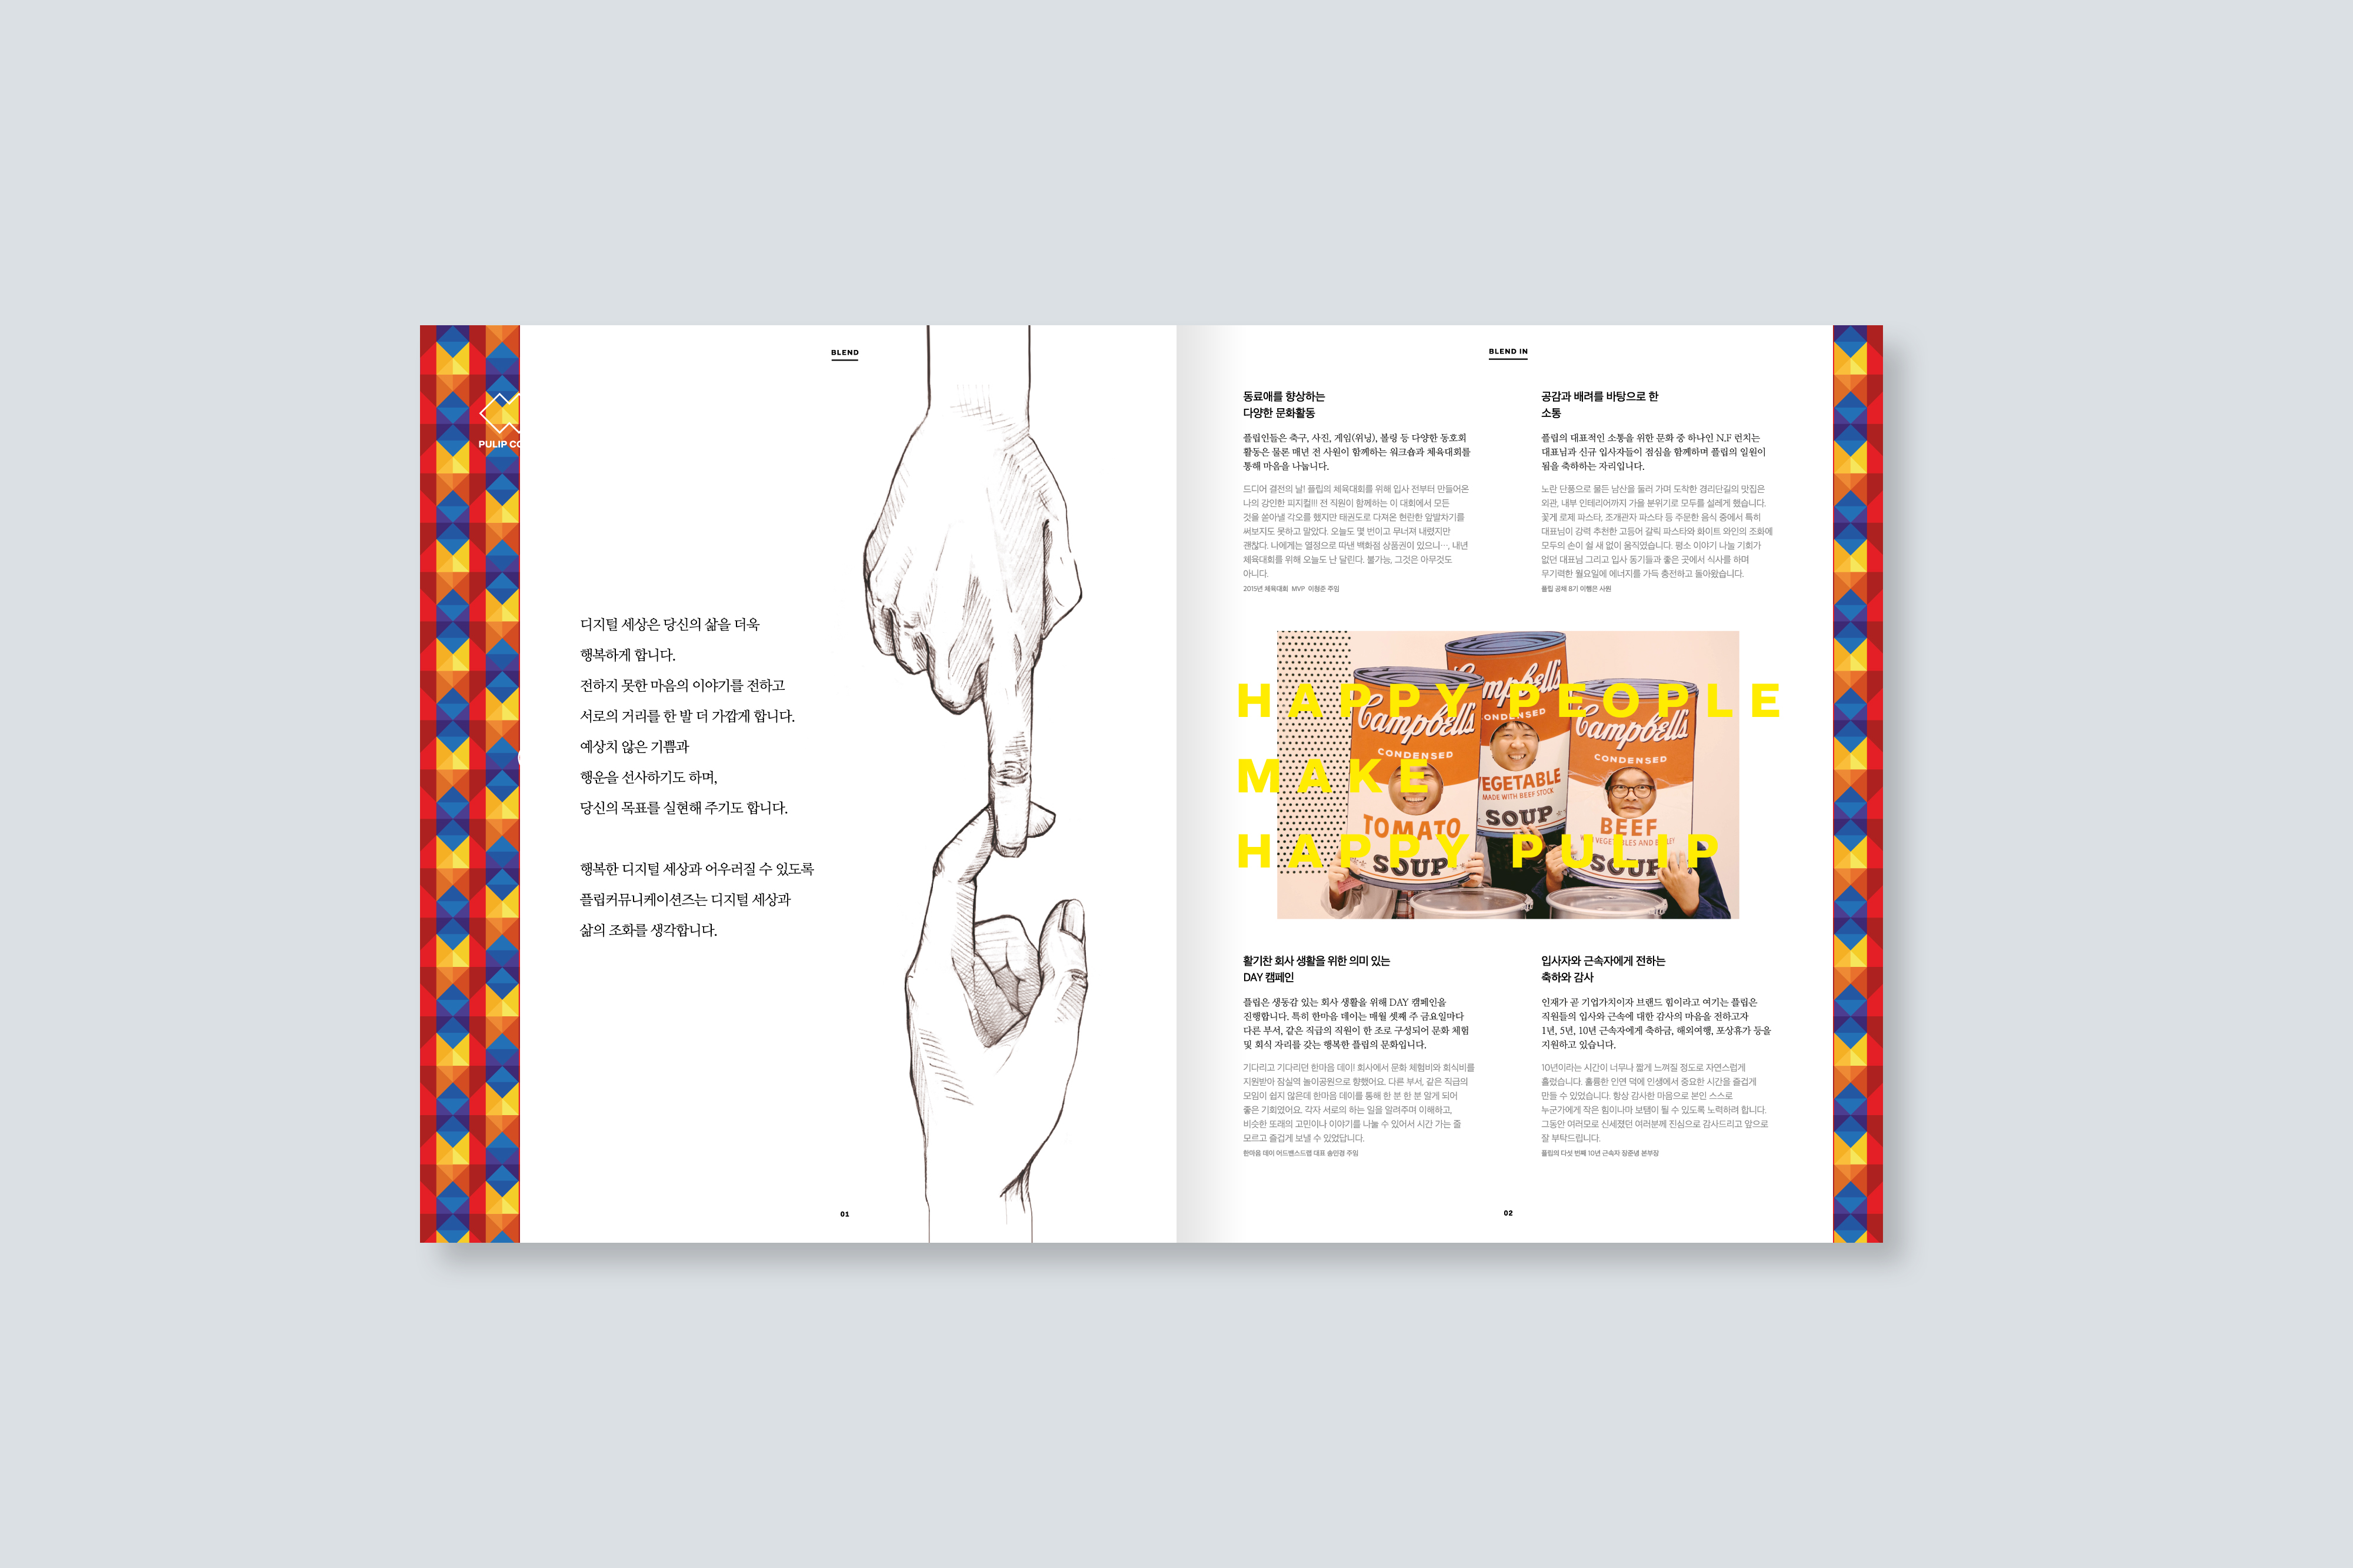 PULIP CO
BLEND
디지털 세상은 당신의 삶을 더욱
행복하게 합니다.
전하지 못한 마음의 이야기를 전하고
서로의 거리를 한 발 더 가깝게 합니다.
예상치 않은 기쁨과
행운을 선사하기도 하며,
당신의 목표를 실현해 주기도 합니다.
행복한 디지털 세상과 어우러질 수 있도록
플립커뮤니케이션즈는 디지털 세상과
삶의 조화를 생각합니다.
01
BLEND IN
동료애를 향상하는
다양한 문화활동
플립인들은 축구, 사진, 게임(위닝), 볼링 등 다양한 동호회
활동은 물론 매년 전 사원이 함께하는 워크숍과 체육대회를
통해 마음을 나눕니다.
드디어 결전의 날! 플립의 체육대회를 위해 입사 전부터 만들어온
나의 강인한 피지컬!!! 전 직원이 함께하는 이 대회에서 모든
것을 쏟아낼 각오를 했지만 태권도로 다져온 현란한 앞발차기를
써보지도 못하고 말았다. 오늘도 몇 번이고 무너져 내렸지만
괜찮다. 나에게는 열정으로 따낸 백화점 상품권이 있으니…, 내년
체육대회를 위해 오늘도 난 달린다. 불가능, 그것은 아무것도
아니다.
2015년 체육대회 MVP 이첨준 주임
공감과 배려를 바탕으로 한
소통
플립의 대표적인 소통을 위한 문화 중 하나인 N.F 런치는
대표님과 신규 입사자들이 점심을 함께하며 플립의 일원이
됨을 축하하는 자리입니다.
노란 단풍으로 물든 남산을 둘러 가며 도착한 경리단길의 맛집은
외관, 내부 인테리어까지 가을 분위기로 모두를 설레게 했습니다.
꽃게 로제 파스타, 조개관자 파스타 등 주문한 음식 중에서 특히
대표님이 강력 추천한 고등어 갈릭 파스타와 화이트 와인의 조화에
모두의 손이 쉴 새 없이 움직였습니다. 평소 이야기 나눌 기회가
없던 대표님 그리고 입사 동기들과 좋은 곳에서 식사를 하며
무기력한 월요일에 에너지를 가득 충전하고 돌아왔습니다.
플립 공채 8기 이행은 사원
HAPPY PEOPLE
MAKE
HAPPY PULIP
Campbell's
CONDENSED
TOMATO
SOUP
mpbell's
ONDENSED
VEGETABLE
MADE WITH BEEF STOCK
SOUP
Campbell's
CONDENSED
BEEF
SOUP
활기찬 회사 생활을 위한 의미 있는
DAY 캠페인
플립은 생동감 있는 회사 생활을 위해 DAY 캠페인을
진행합니다. 특히 한마음 데이는 매월 셋째 주 금요일마다
다른 부서, 같은 직급의 직원이 한 조로 구성되어 문화 체험
및 회식 자리를 갖는 행복한 플립의 문화입니다.
기다리고 기다리던 한마음 데이! 회사에서 문화 체험비와 회식비를
지원받아 잠실역 놀이공원으로 향했어요. 다른 부서, 같은 직급의
모임이 쉽지 않은데 한마음 데이를 통해 한 분 한 분 알게 되어
좋은 기회였어요. 각자 서로의 하는 일을 알려주며 이해하고,
비슷한 또래의 고민이나 이야기를 나눌 수 있어서 시간 가는 줄
모르고 즐겁게 보낼 수 있었답니다.
한마음 데이 어드밴스드랩 대표 송인경 주임
입사자와 근속자에게 전하는
축하와 감사
인재가 곧 기업가치이자 브랜드 힘이라고 여기는 플립은
직원들의 입사와 근속에 대한 감사의 마음을 전하고자
1년, 5년, 10년 근속자에게 축하금, 해외여행, 포상휴가 등을
지원하고 있습니다.
10년이라는 시간이 너무나 짧게 느껴질 정도로 자연스럽게
흘렀습니다. 훌륭한 인연 덕에 인생에서 중요한 시간을 즐겁게
만들 수 있었습니다. 항상 감사한 마음으로 본인 스스로
누군가에게 작은 힘이나마 보탬이 될 수 있도록 노력하려 합니다.
그동안 여러모로 신세졌던 여러분께 진심으로 감사드리고 앞으로
잘 부탁드립니다.
플립의 다섯 번째 10년 근속자 장준녕 본부장
02